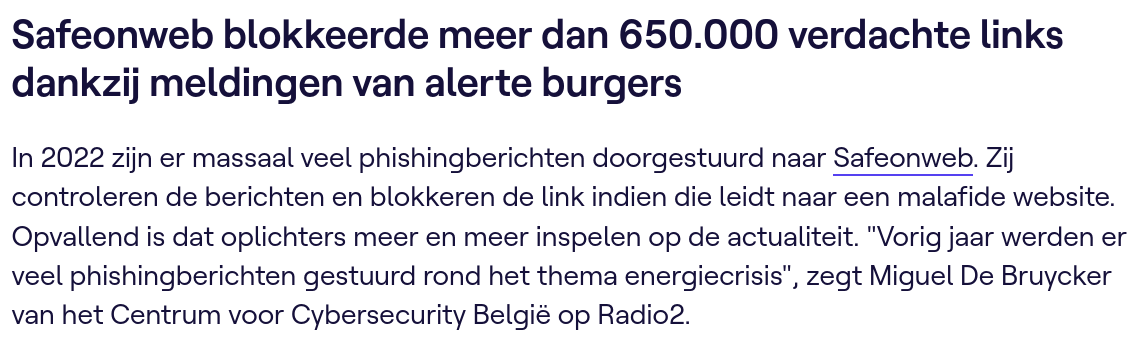 Safeonweb blokkeerde meer dan 650.000 verdachte links
dankzij meldingen van alerte burgers
In 2022 zijn er massaal veel phishingberichten doorgestuurd naar Safeonweb. Zij
controleren de berichten en blokkeren de link indien die leidt naar een malafide website.
Opvallend is dat oplichters meer en meer inspelen op de actualiteit. "Vorig jaar werden er
veel phishingberichten gestuurd rond het thema energiecrisis", zegt Miguel De Bruycker
van het Centrum voor Cybersecurity België op Radio2.